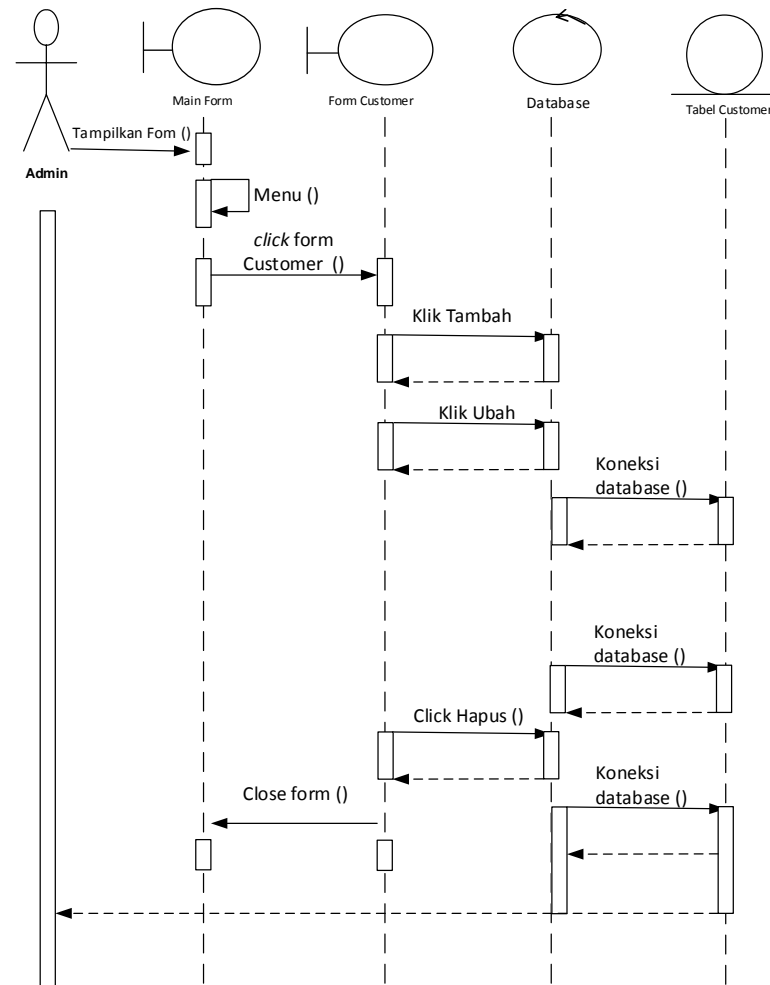 Main Form
Form Customer
Database
Tabel Customer
Tampilkan Fom ()
Admin
Menu ()
click form
Customer ()
Klik Tambah
Klik Ubah
Koneksi
database ()
Koneksi
database ()
Click Hapus ()
Koneksi
database ()
Close form ()